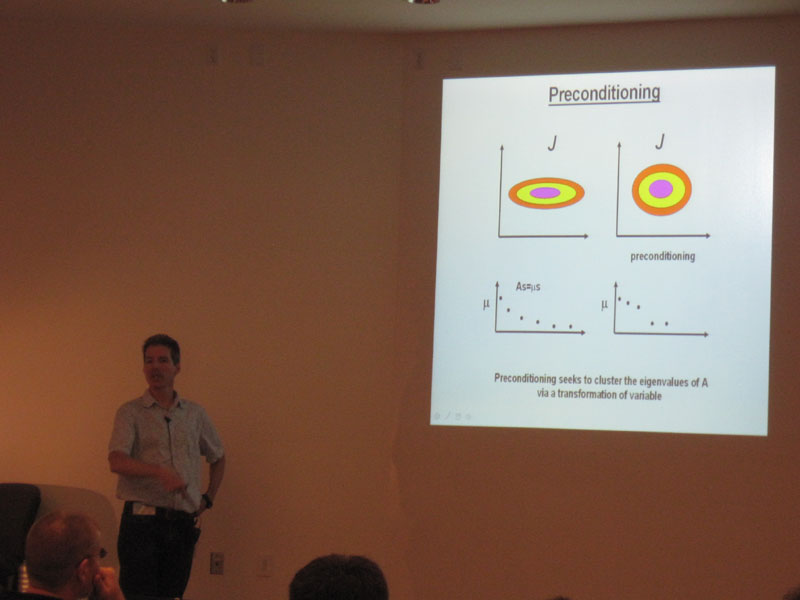 Preconditioning
J
J
preconditioning
As=μs
μ
μ
Preconditioning seeks to cluster the eigenvalues of A
via a transformation of variable